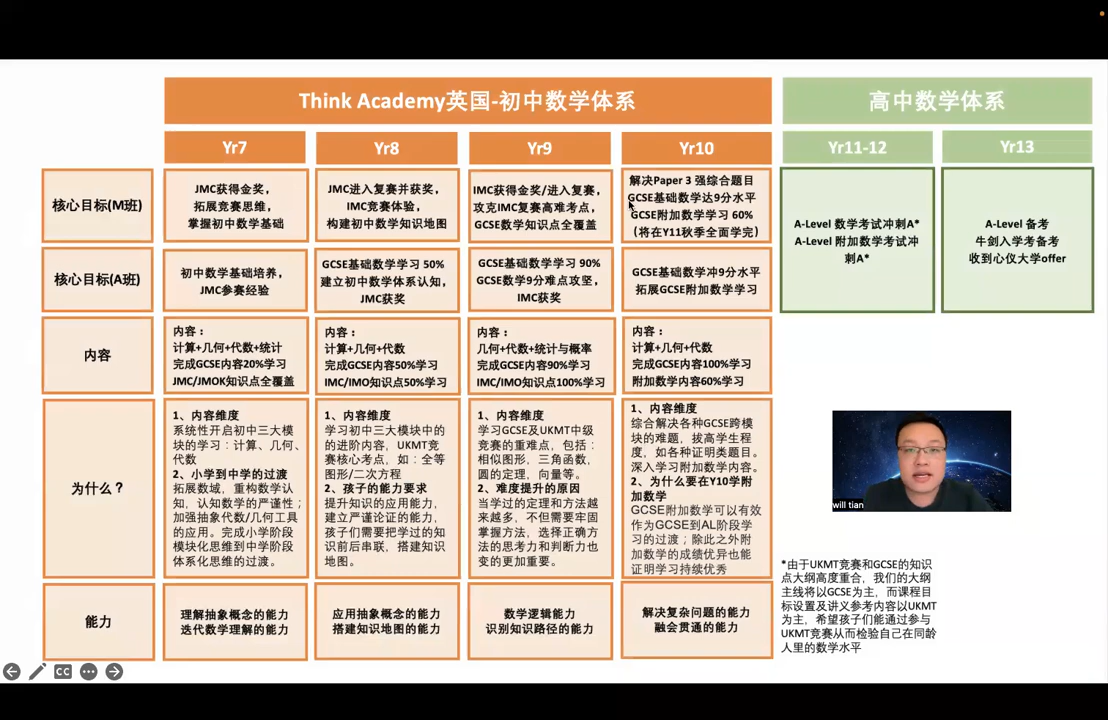 Think Academy英国-初中数学体系
高中数学体系
Yr7
Yr8
Yr9
Yr10
Yr11-12
Yr13
核心目标(M班)
JMC获得金奖，
拓展竞赛思维，
掌握初中数学基础
JMC进入复赛并获奖，
IMC竞赛体验，
构建初中数学知识地图
IMC获得金奖/进入复赛，
攻克IMC复赛高难考点，
GCSE数学知识点全覆盖
解决Paper 3 强综合题目
GCSE基础数学达9分水平
GCSE附加数学学习 60%
（将在Y11秋季全面学完）
A-Level 数学考试冲刺A*
A-Level 附加数学考试冲
刺A*
A-Level 备考
牛剑入学考备考
收到心仪大学offer
核心目标(A班)
初中数学基础培养，
JMC参赛经验
GCSE基础数学学习 50%
建立初中数学体系认知，
JMC获奖
GCSE基础数学学习 90%
GCSE数学9分难点攻坚，
IMC获奖
GCSE基础数学冲9分水平
拓展GCSE附加数学学习
内容
内容：
计算+几何+代数+统计
完成GCSE内容20%学习
JMC/JMOK知识点全覆盖
内容：
计算+几何+代数
完成GCSE内容50%学习
IMC/IMO知识点50%学习
内容：
几何+代数+统计与概率
完成GCSE内容90%学习
IMC/IMO知识点100%学习
内容：
计算+几何+代数
完成GCSE内容100%学习
附加数学内容60%学习
为什么？
1、内容维度
系统性开启初中三大模
块的学习：计算、几何、
代数
2、小学到中学的过渡
拓展数域，重构数学认
知，认知数学的严谨性；
加强抽象代数/几何工具
的应用。完成小学阶段
模块化思维到中学阶段
体系化思维的过渡。
1、内容维度
学习初中三大模块中的
的进阶内容，UKMT竞
赛核心考点，如：全等
图形/二次方程
2、孩子的能力要求
提升知识的应用能力，
建立严谨论证的能力，
孩子们需要把学过的知
识前后串联，搭建知识
地图。
1、内容维度
学习GCSE及UKMT中级
竞赛的重难点，包括：
相似图形，三角函数，
圆的定理，向量等。
2、难度提升的原因
当学过的定理和方法越
来越多，不但需要牢固
掌握方法，选择正确方
法的思考力和判断力也
变的更加重要。
1、内容维度
综合解决各种GCSE跨模
块的难题，拔高学生程
度，如各种证明类题目。
深入学习附加数学内容。
2、为什么要在Y10学附
加数学
GCSE附加数学可以有效
作为GCSE到AL阶段学
习的过渡；除此之外附
加数学的成绩优异也能
证明学习持续优秀
能力
理解抽象概念的能力
迭代数学理解的能力
应用抽象概念的能力
搭建知识地图的能力
数学逻辑能力
识别知识路径的能力
解决复杂问题的能力
融会贯通的能力
will tian
*由于UKMT竞赛和GCSE的知识
点大纲高度重合，我们的大纲
主线将以GCSE为主，而课程目
标设置及讲义参考内容以UKMT
为主，希望孩子们能通过参与
UKMT竞赛从而检验自己在同龄
人里的数学水平
CC